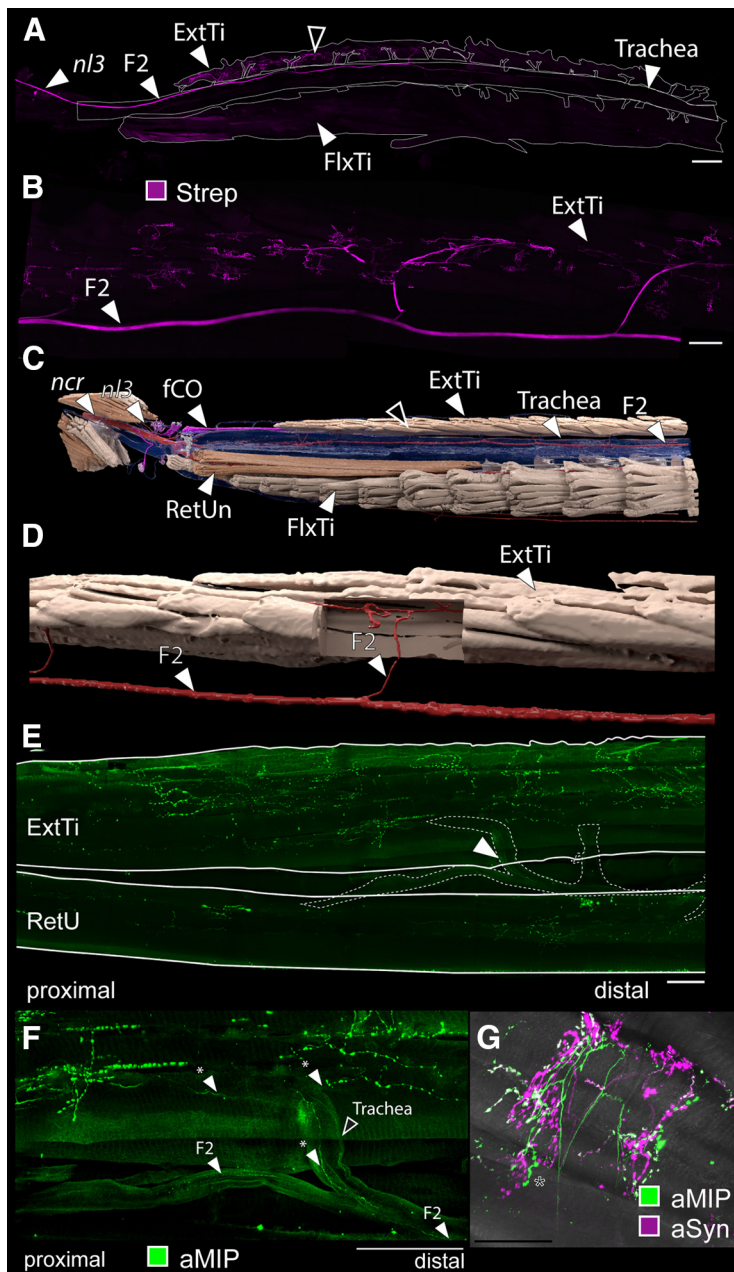 A
ExtTi
nl3
F2
Trachea
FlxTi
B
Strep
ExtTi
F2
C
ncr
nl3
fCO
ExtTi
Trachea
F2
RetUn
FlxTi
D
ExtTi
F2
F2
E
ExtTi
RetU
proximal
distal
F
*
*
Trachea
*
F2
F2
proximal
aMIP
distal
G
*
aMIP
aSyn